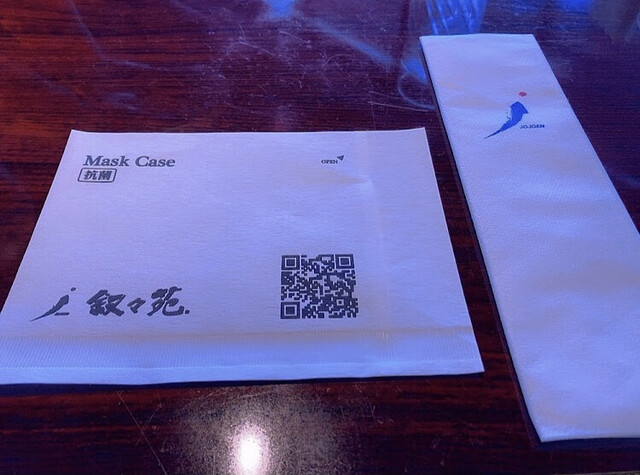 Mask Case
抗菌
OPEN
叙々苑.
JOJOEN